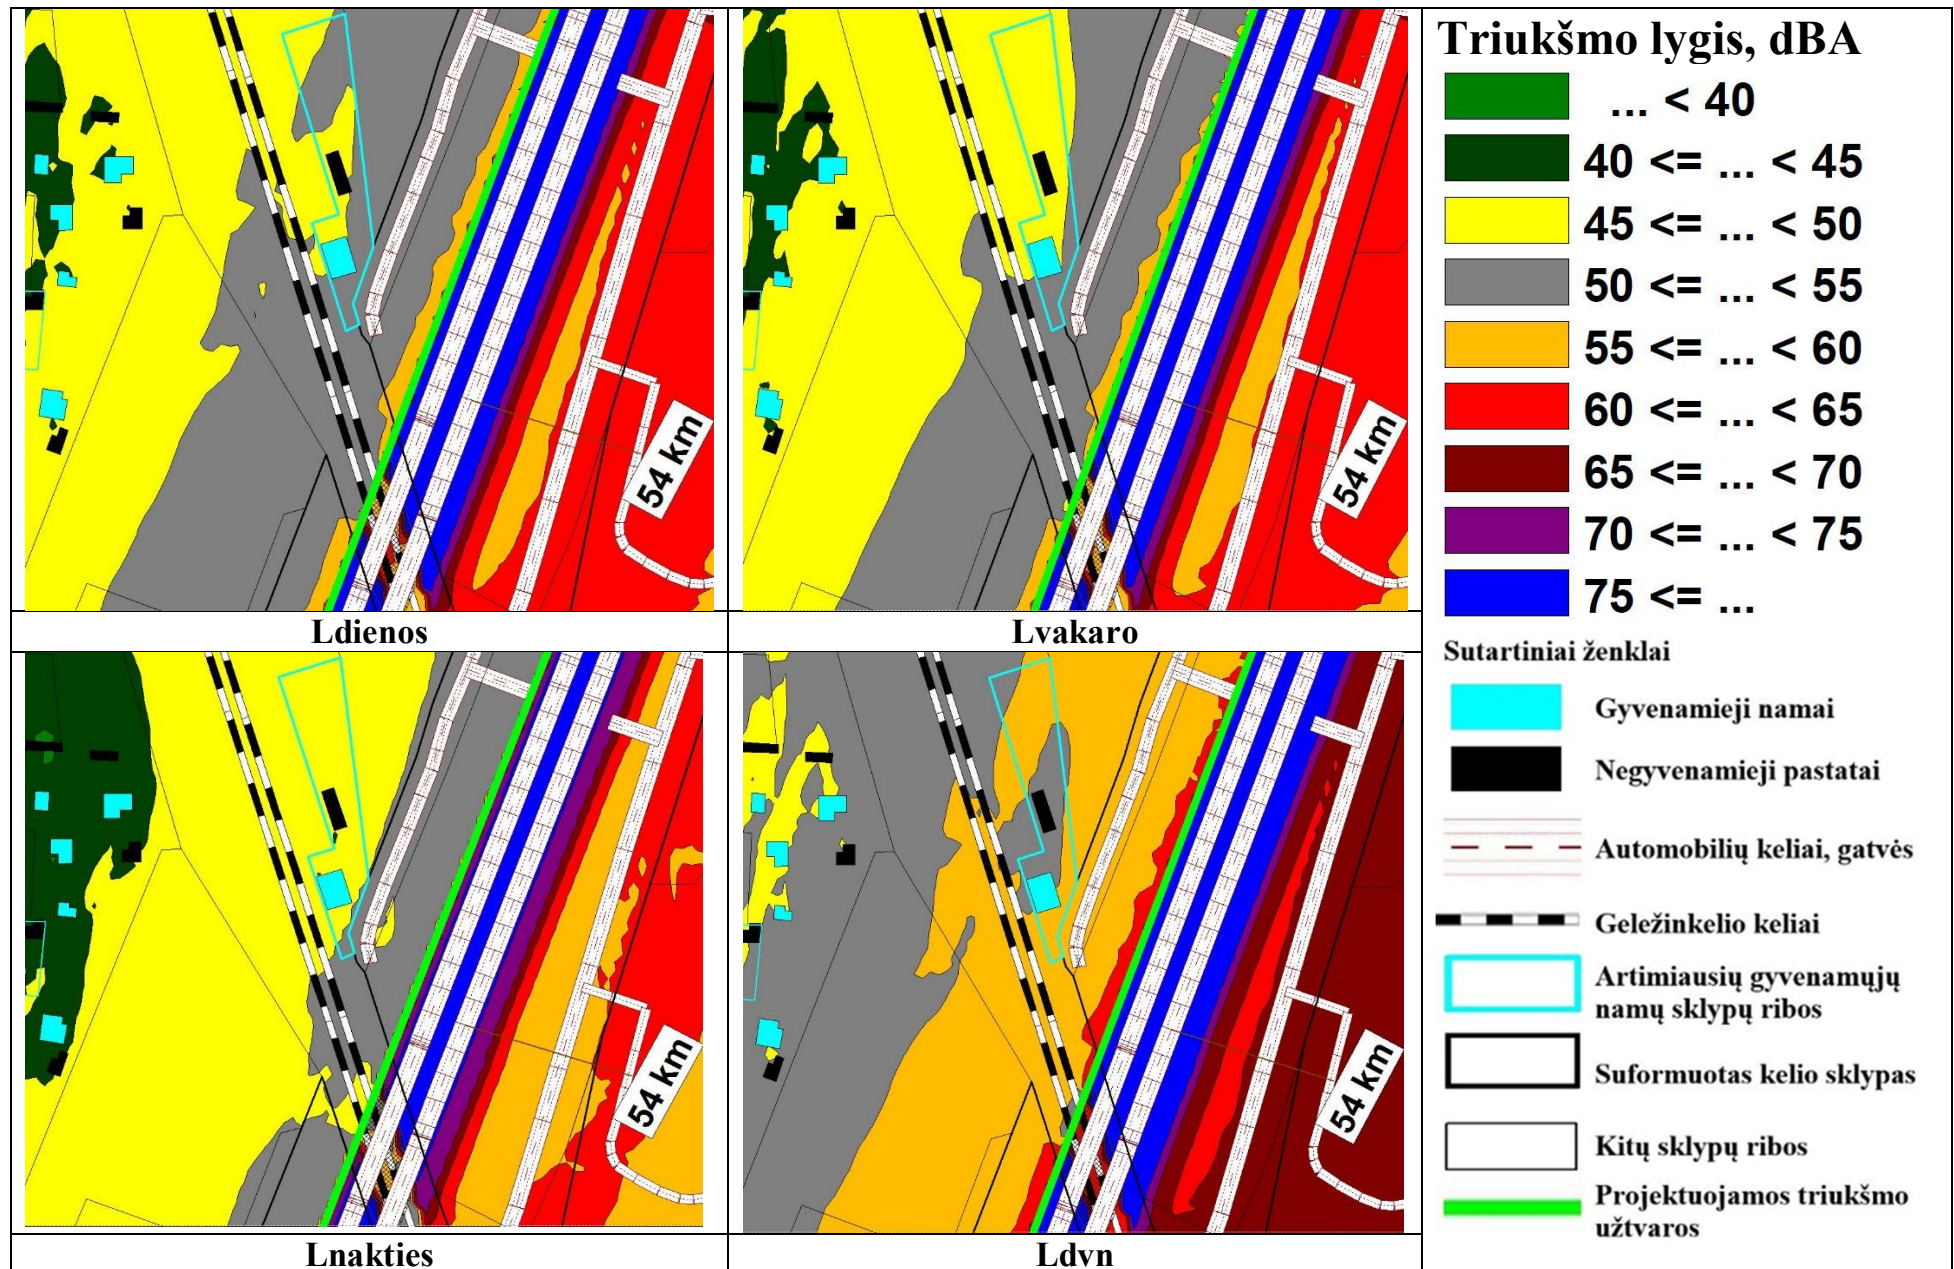 54 km
Ldienos
54 km
Lvakaro
54 km
Lnakties
54 km
Ldvn
Triukšmo lygis, dBA
... < 40
40 <= ... < 45
45 <= ... < 50
50 <= ... < 55
55 <= ... < 60
60 <= ... < 65
65 <= ... < 70
70 <= ... < 75
75 <= ...
Sutartiniai ženklai
Gyvenamieji namai
Negyvenamieji pastatai
Automobilių keliai, gatvės
Geležinkelio keliai
Artimiausių gyvenamųjų
namų sklypų ribos
Suformuotas kelio sklypas
Kitų sklypų ribos
Projektuojamos triukšmo
užtvaros